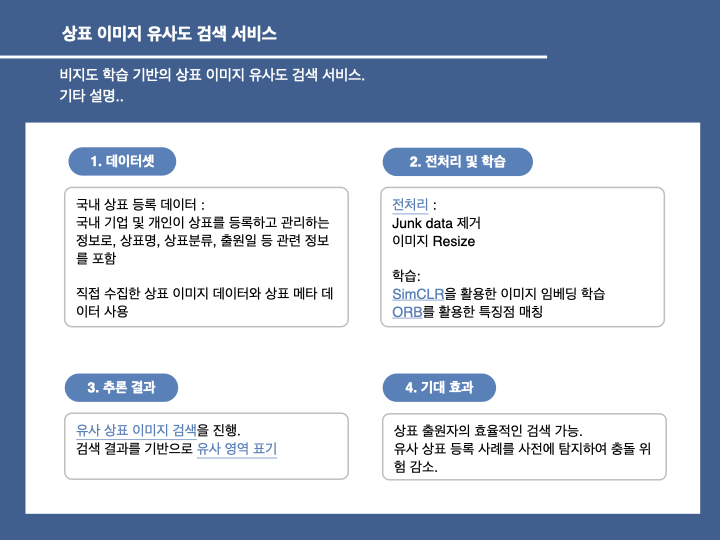 상표 이미지 유사도 검색 서비스
비지도 학습 기반의 상표 이미지 유사도 검색 서비스.
기타 설명..
1. 데이터셋
국내 상표 등록 데이터 :
국내 기업 및 개인이 상표를 등록하고 관리하는
정보로, 상표명, 상표분류, 출원일 등 관련 정보
를 포함
직접 수집한 상표 이미지 데이터와 상표 메타 데
이터 사용
2. 전처리 및 학습
전처리 :
Junk data 제거
이미지 Resize
학습:
SimCLR을 활용한 이미지 임베딩 학습
ORB를 활용한 특징점 매칭
3. 추론 결과
유사 상표 이미지 검색을 진행.
검색 결과를 기반으로 유사 영역 표기
4. 기대 효과
상표 출원자의 효율적인 검색 가능.
유사 상표 등록 사례를 사전에 탐지하여 충돌 위
험 감소.